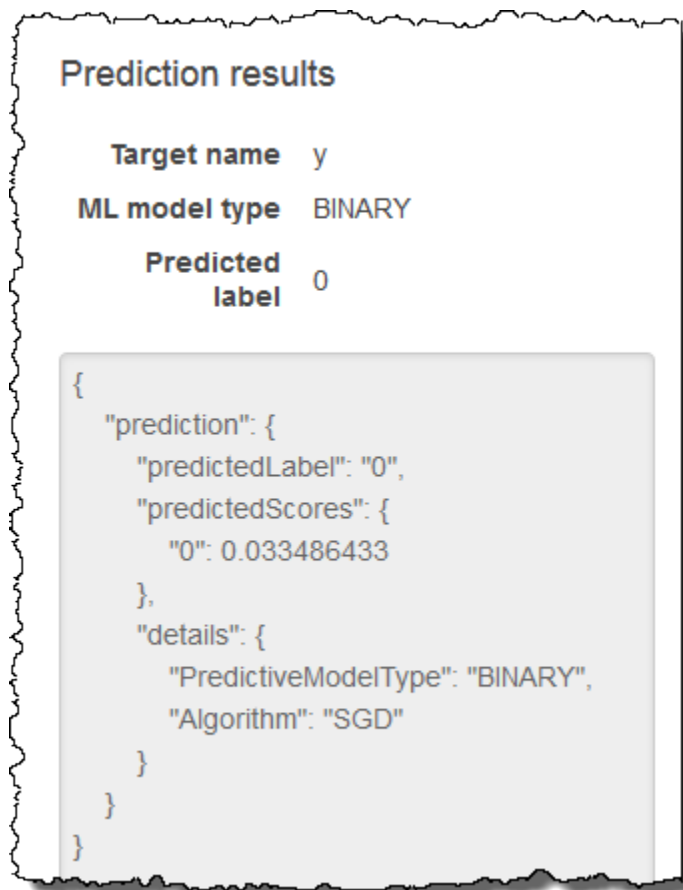 Prediction results
Target name y
ML model type BINARY
Predicted
label 0
{
"prediction": {
"predictedLabel": "0",
"predictedScores": {
"0": 0.033486433
},
"details": {
"PredictiveModelType": "BINARY",
"Algorithm": "SGD"
}
}
}